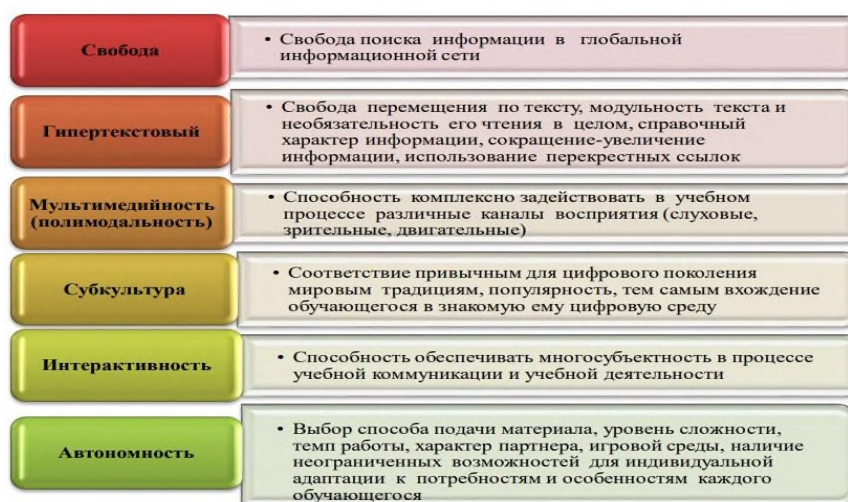 Свобода
• Свобода поиска информации в глобальной
информационной сети
Гипертекстовый
• Свобода перемещения по тексту, модульность текста и
необязательность его чтения в целом, справочный
характер информации, сокращение-увеличение
информации, использование перекрестных ссылок
Мультимедийность
(полимодальность)
• Способность комплексно задействовать в учебном
процессе различные каналы восприятия (слуховые,
зрительные, двигательные)
Субкультура
• Соответствие привычным для цифрового поколения
мировым традициям, популярность, тем самым вхождение
обучающегося в знакомую ему цифровую среду
Интерактивность
• Способность обеспечивать многосубъектность в процессе
учебной коммуникации и учебной деятельности
Автономность
• Выбор способа подачи материала, уровень сложности,
темп работы, характер партнера, игровой среды, наличие
неограниченных возможностей для индивидуальной
адаптации к потребностям и особенностям каждого
обучающегося